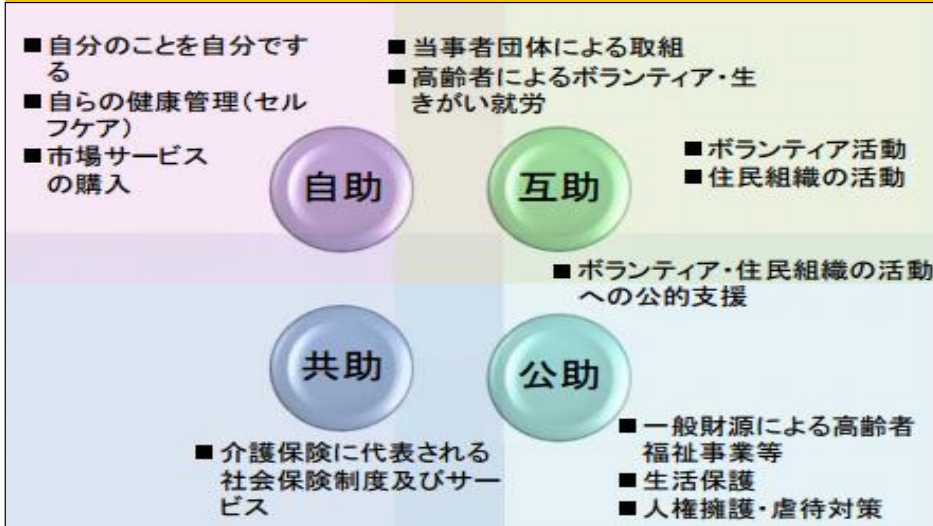 ■自分のことを自分です
る
■自らの健康管理(セル
フケア)
■市場サービス
の購入
■当事者団体による取組
■高齢者によるボランティア・生
きがい就労
■ボランティア活動
■住民組織の活動
自助
互助
■ボランティア・住民組織の活動
への公的支援
共助
公助
■介護保険に代表される
社会保険制度及びサー
ビス
■一般財源による高齢者
福祉事業等
■生活保護
■人権擁護・虐待対策